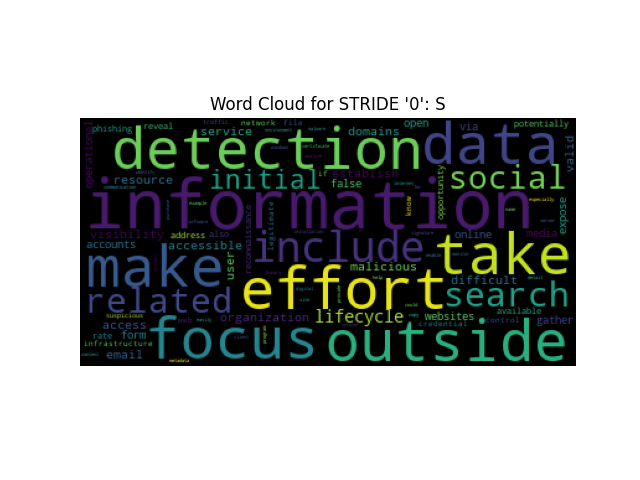 Word Cloud for STRIDE '0': S
phishing reveal traffic network file open via potentially
service domains
detection data valid
operational
resource initial if establish false opportunity social
information
know expose
visibility address also reconnaissance legitimate media
accounts accessible user include online take
make malicious difficult
related effort search
suspicious organization lifecycle websites available
access credential control gather
rate form focus outside
infrastructure email
metadata